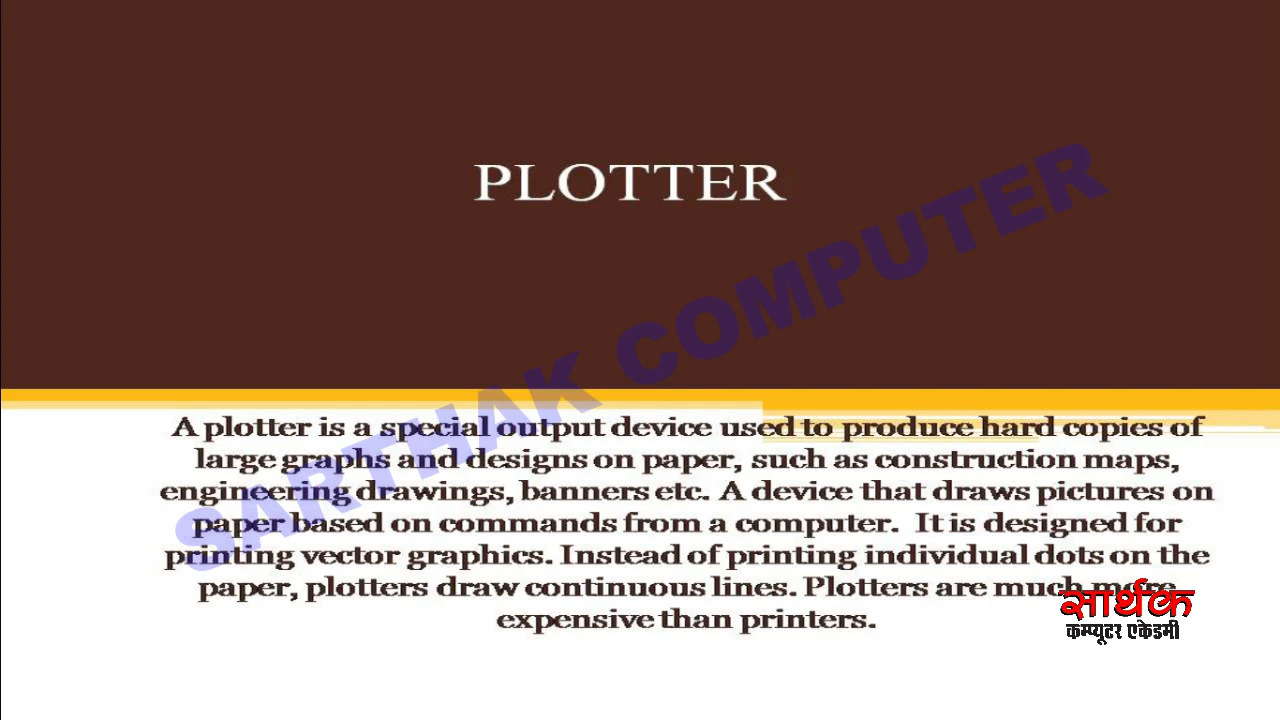 PLOTTER
SARTHAK COMPUTER
A plotter is a special output device used to produce hard copies of
large graphs and designs on paper, such as construction maps,
engineering drawings, banners etc. A device that draws pictures on
paper based on commands from a computer. It is designed for
printing vector graphics. Instead of printing individual dots on the
paper, plotters draw continuous lines. Plotters are much more
expensive than printers.
सार्थक
कम्प्यूटर एकेडमी